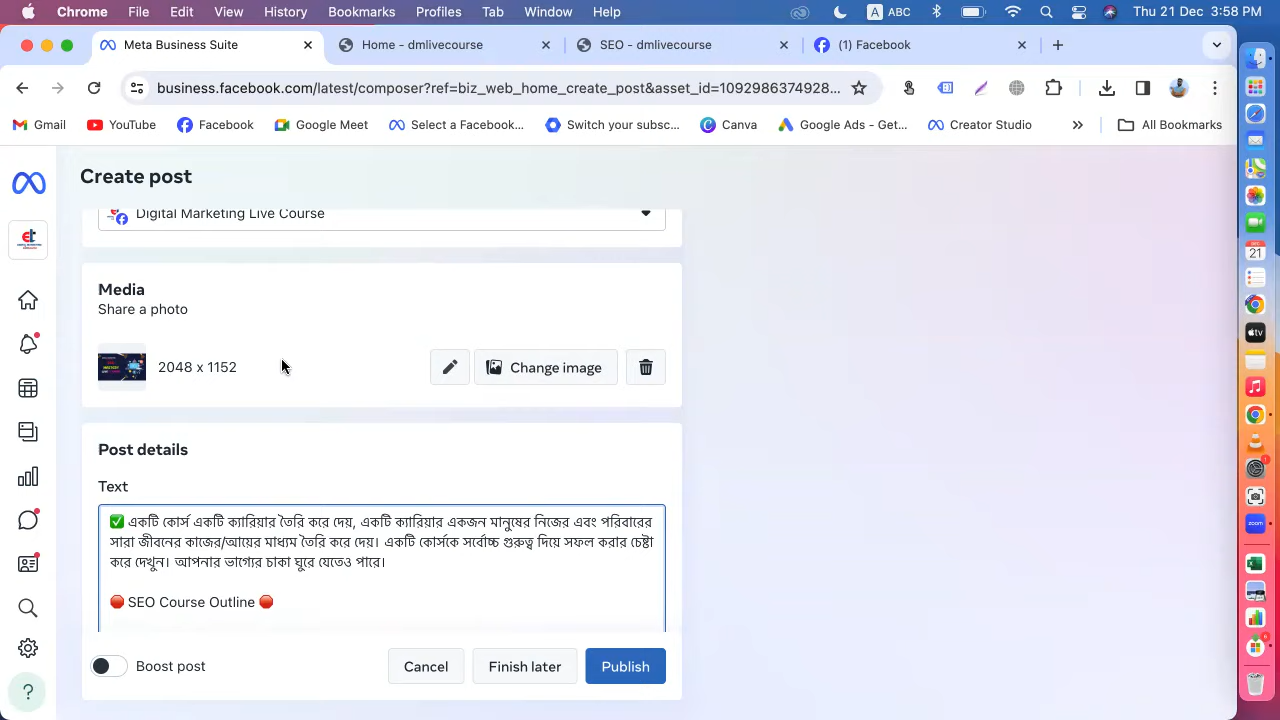 Chrome File Edit View History Bookmarks Profiles Tab Window Help A ABC Thu 21 Dec 3:58 PM
Meta Business Suite Home - dmlivecourse SEO - dmlivecourse (1) Facebook
business.facebook.com/latest/composer?ref=biz_web_home_create_post&asset_id=1092986374928...
Gmail YouTube Facebook Google Meet Select a Facebook... Switch your subsc... Canva Google Ads - Get... Creator Studio All Bookmarks
Create post
Digital Marketing Live Course
Media
Share a photo
2048 x 1152
Change image
Post details
Text
✅ একটি কোর্স একটি ক্যারিয়ার তৈরি করে দেয়, একটি ক্যারিয়ার একজন মানুষের নিজের এবং পরিবারের
সারা জীবনের কাজের/আয়ের মাধ্যম তৈরি করে দেয়। একটি কোর্সকে সর্বোচ্চ গুরুত্ব দিয়ে সফল করার চেষ্টা
করে দেখুন। আপনার ভাগ্যের চাকা ঘুরে যেতেও পারে।
🛑 SEO Course Outline 🛑
Boost post
Cancel Finish later Publish